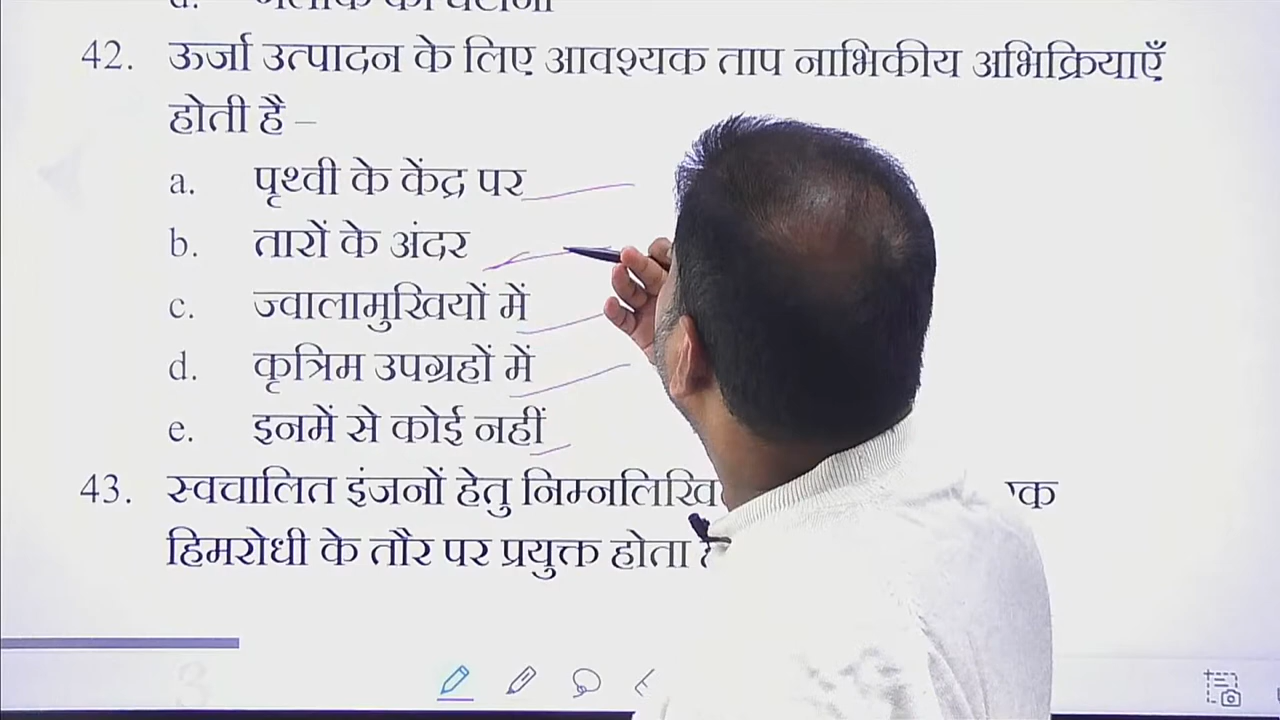 42. ऊर्जा उत्पादन के लिए आवश्यक ताप नाभिकीय अभिक्रियाएँ
होती है –
a. पृथ्वी के केंद्र पर
b. तारों के अंदर
c. ज्वालामुखियों में
d. कृत्रिम उपग्रहों में
e. इनमें से कोई नहीं
43. स्वचालित इंजनों हेतु
हिमरोधी के तौर पर प्रयुक्त होता